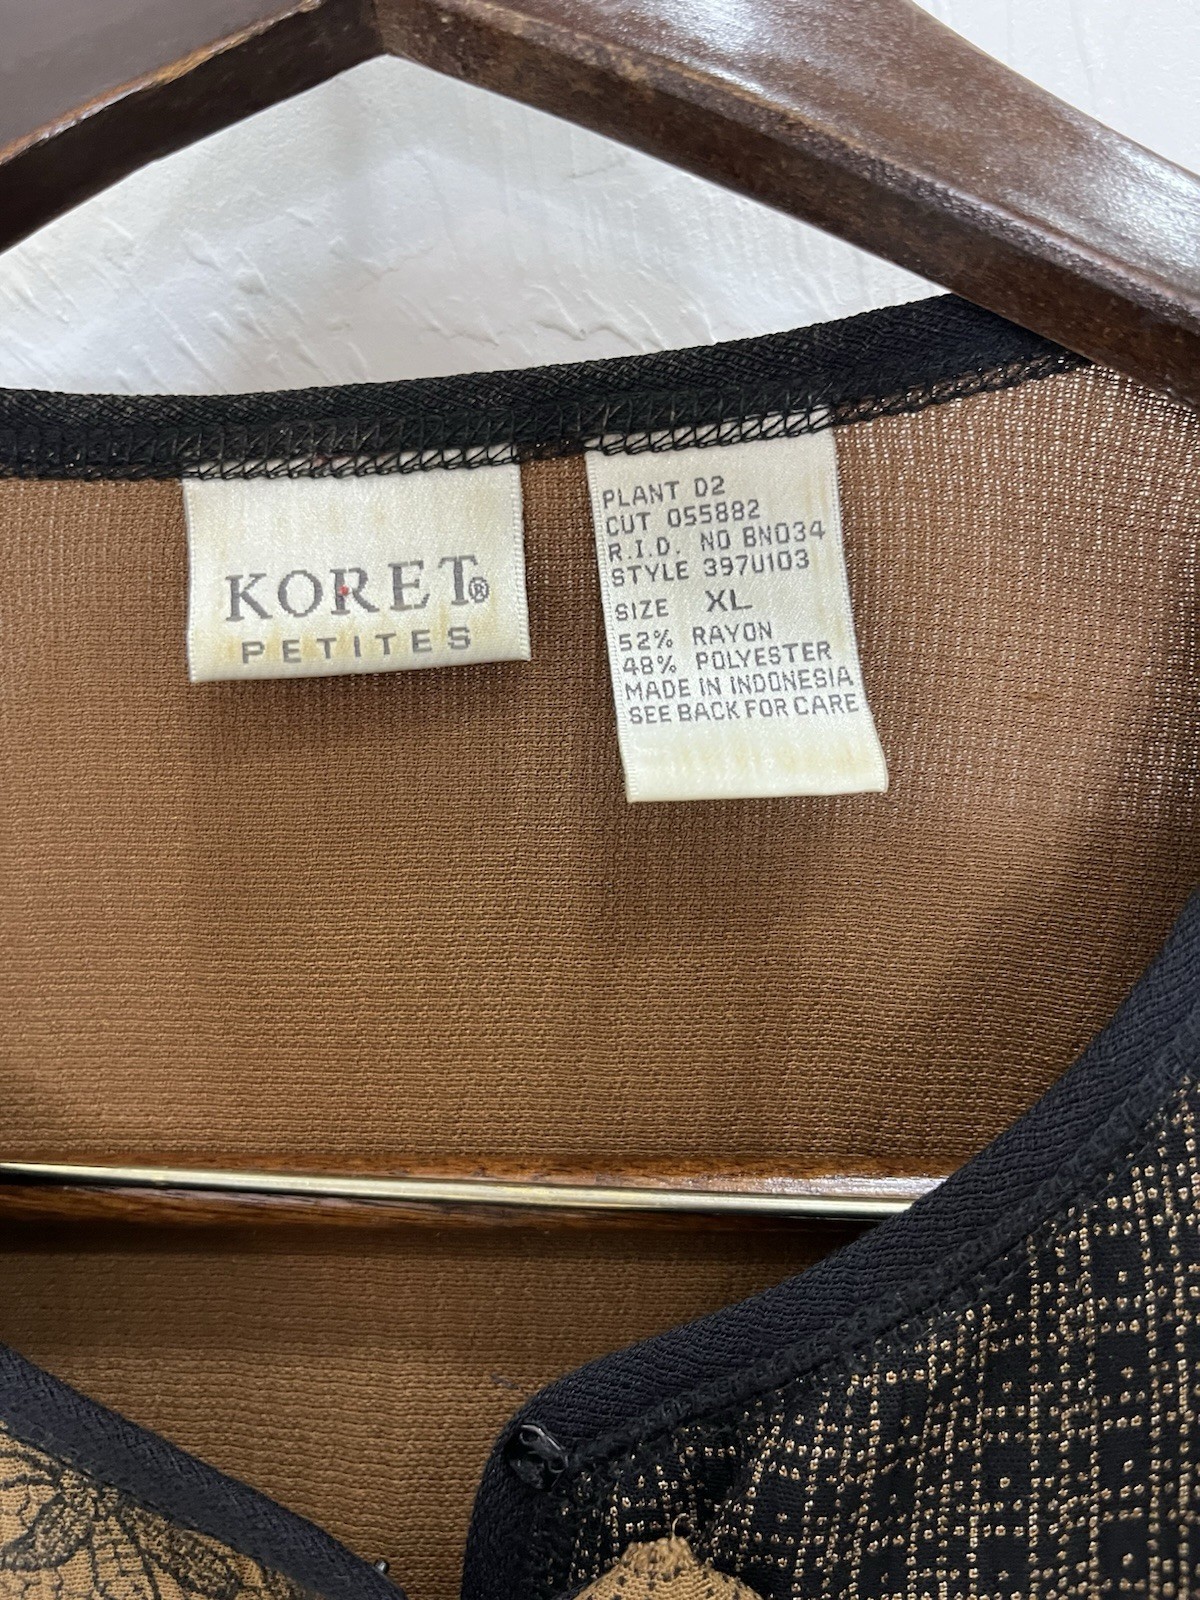 KORET®
PETITES
PLANT 02
CUT 055882
R.I.D. NO BN034
STYLE 397U103
SIZE XL
52% RAYON
48% POLYESTER
MADE IN INDONESIA
SEE BACK FOR CARE